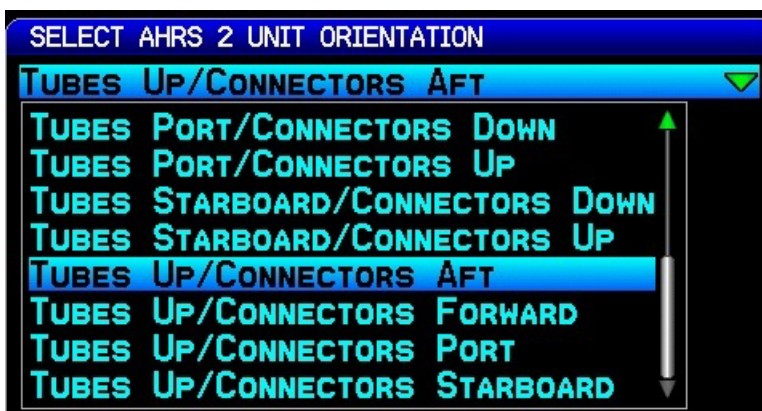 SELECT AHRS 2 UNIT ORIENTATION
TUBES UP/CONNECTORS AFT
TUBES PORT/CONNECTORS DOWN
TUBES PORT/CONNECTORS UP
TUBES STARBOARD/CONNECTORS DOWN
TUBES STARBOARD/CONNECTORS UP
TUBES UP/CONNECTORS AFT
TUBES UP/CONNECTORS FORWARD
TUBES UP/CONNECTORS PORT
TUBES UP/CONNECTORS STARBOARD